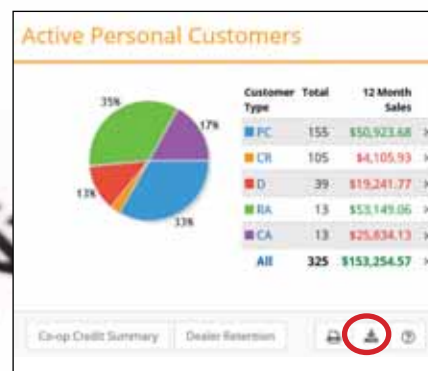 Active Personal Customers
35%
17%
13%
33%
Customer Type Total 12 Month Sales
PC 155 $50,923.68
CR 105 $4,105.93
D 39 $19,241.77
RA 13 $53,149.06
CA 13 $25,834.13
All 325 $153,254.57
Co-op Credit Summary Dealer Retention